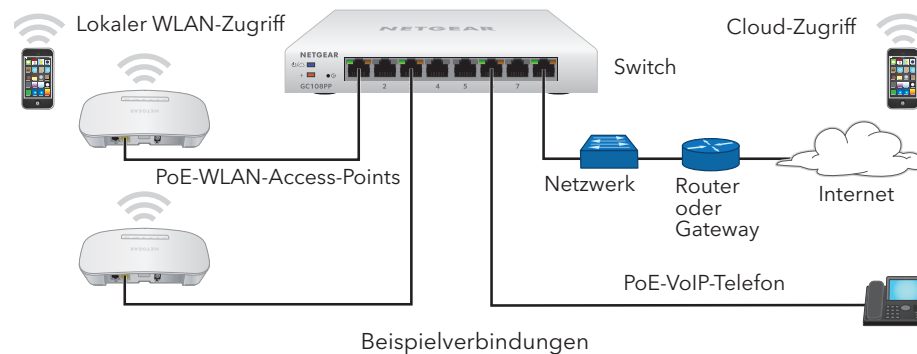 Lokaler WLAN-Zugriff
Cloud-Zugriff
NETGEAR
NETGEAR
GC108PP
2 4 5 7
Switch
PoE-WLAN-Access-Points
Netzwerk
Router
oder
Gateway
Internet
PoE-VoIP-Telefon
Beispielverbindungen